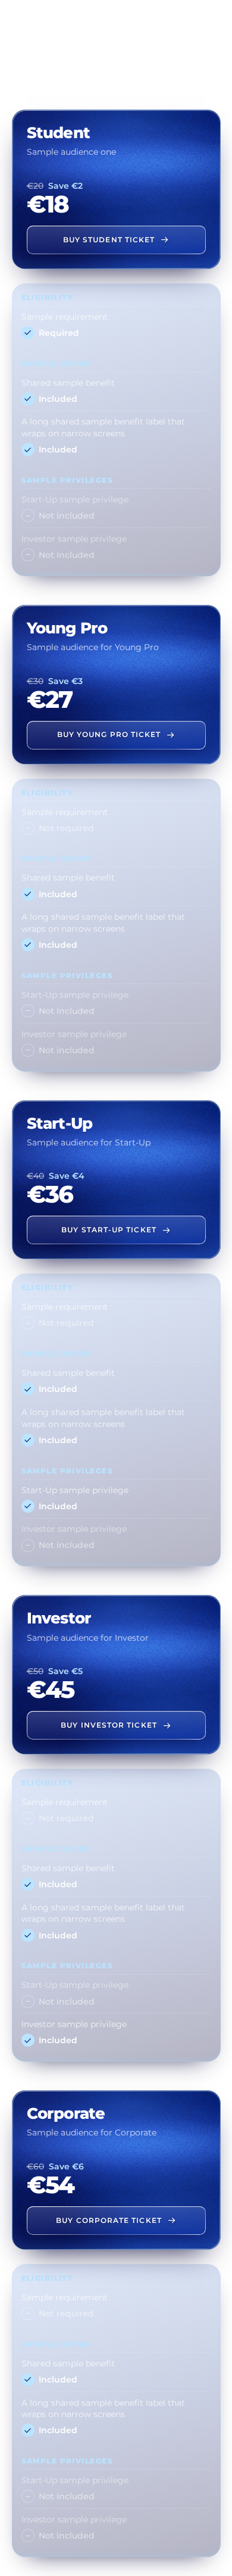 Student
Sample audience one
€20 Save €2
€18
BUY STUDENT TICKET →
ELIGIBILITY
Sample requirement
Required
Shared sample benefit
Included
A long shared sample benefit label that
wraps on narrow screens
Included
SAMPLE PRIVILEGES
Start-Up sample privilege
Not included
Investor sample privilege
Not included
Young Pro
Sample audience for Young Pro
€30 Save €3
€27
BUY YOUNG PRO TICKET →
ELIGIBILITY
Sample requirement
Not required
Shared sample benefit
Included
A long shared sample benefit label that
wraps on narrow screens
Included
SAMPLE PRIVILEGES
Start-Up sample privilege
Not included
Investor sample privilege
Not included
Start-Up
Sample audience for Start-Up
€40 Save €4
€36
BUY START-UP TICKET →
ELIGIBILITY
Sample requirement
Not required
Shared sample benefit
Included
A long shared sample benefit label that
wraps on narrow screens
Included
SAMPLE PRIVILEGES
Start-Up sample privilege
Included
Investor sample privilege
Not included
Investor
Sample audience for Investor
€50 Save €5
€45
BUY INVESTOR TICKET →
ELIGIBILITY
Sample requirement
Not required
Shared sample benefit
Included
A long shared sample benefit label that
wraps on narrow screens
Included
SAMPLE PRIVILEGES
Start-Up sample privilege
Not included
Investor sample privilege
Included
Corporate
Sample audience for Corporate
€60 Save €6
€54
BUY CORPORATE TICKET →
ELIGIBILITY
Sample requirement
Not required
Shared sample benefit
Included
A long shared sample benefit label that
wraps on narrow screens
Included
SAMPLE PRIVILEGES
Start-Up sample privilege
Not included
Investor sample privilege
Not included